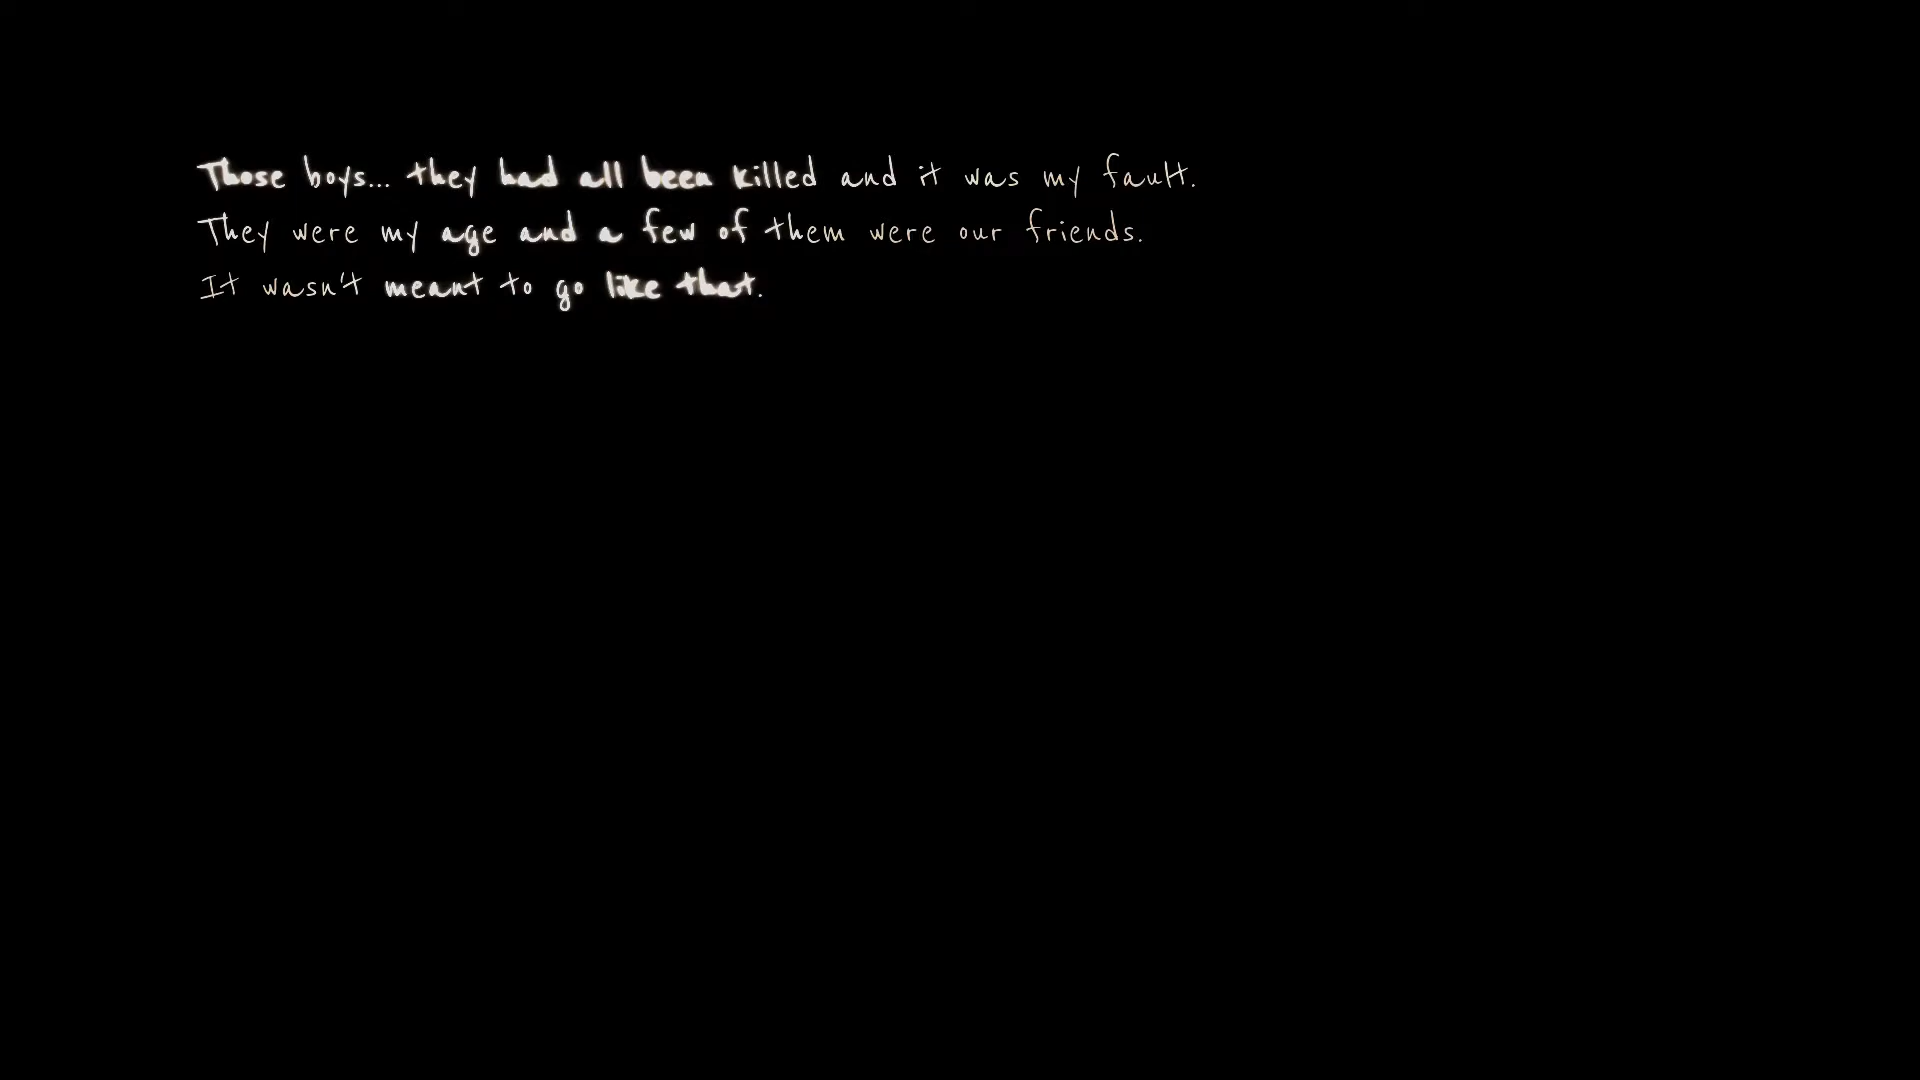 Those boys... they had all been killed and it was my fault.
They were my age and a few of them were our friends.
It wasn't meant to go like that.